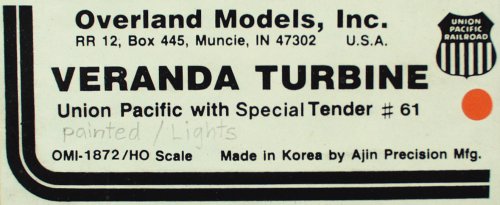 Overland Models, Inc.
RR 12, Box 445, Muncie, IN 47302 U.S.A.
UNION
PACIFIC
RAILROAD
VERANDA TURBINE
Union Pacific with Special Tender # 61
painted / Lights
OMI-1872/HO Scale Made in Korea by Ajin Precision Mfg.